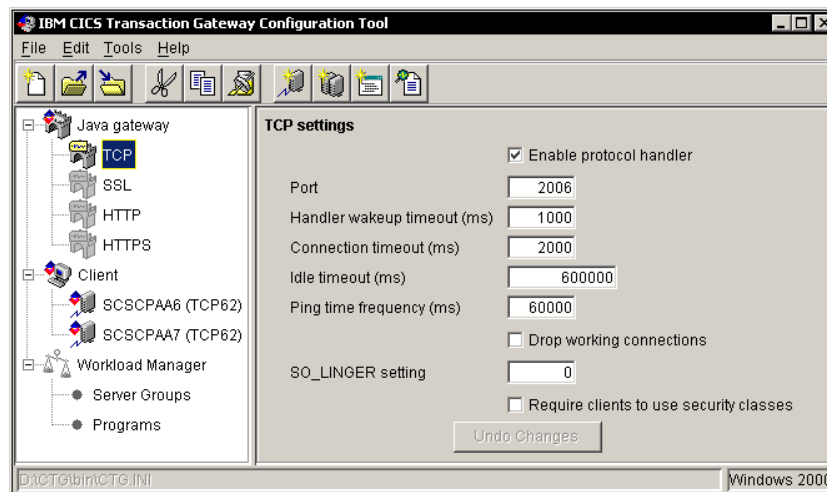 IBM CICS Transaction Gateway Configuration Tool
File Edit Tools Help
Java gateway
TCP
SSL
HTTP
HTTPS
Client
SCSCPAA6 (TCP62)
SCSCPAA7 (TCP62)
Workload Manager
Server Groups
Programs
TCP settings
Enable protocol handler
Port 2006
Handler wakeup timeout (ms) 1000
Connection timeout (ms) 2000
Idle timeout (ms) 600000
Ping time frequency (ms) 60000
Drop working connections
SO_LINGER setting 0
Require clients to use security classes
Undo Changes
D:\CTG\bin\CTG.INI
Windows 2000